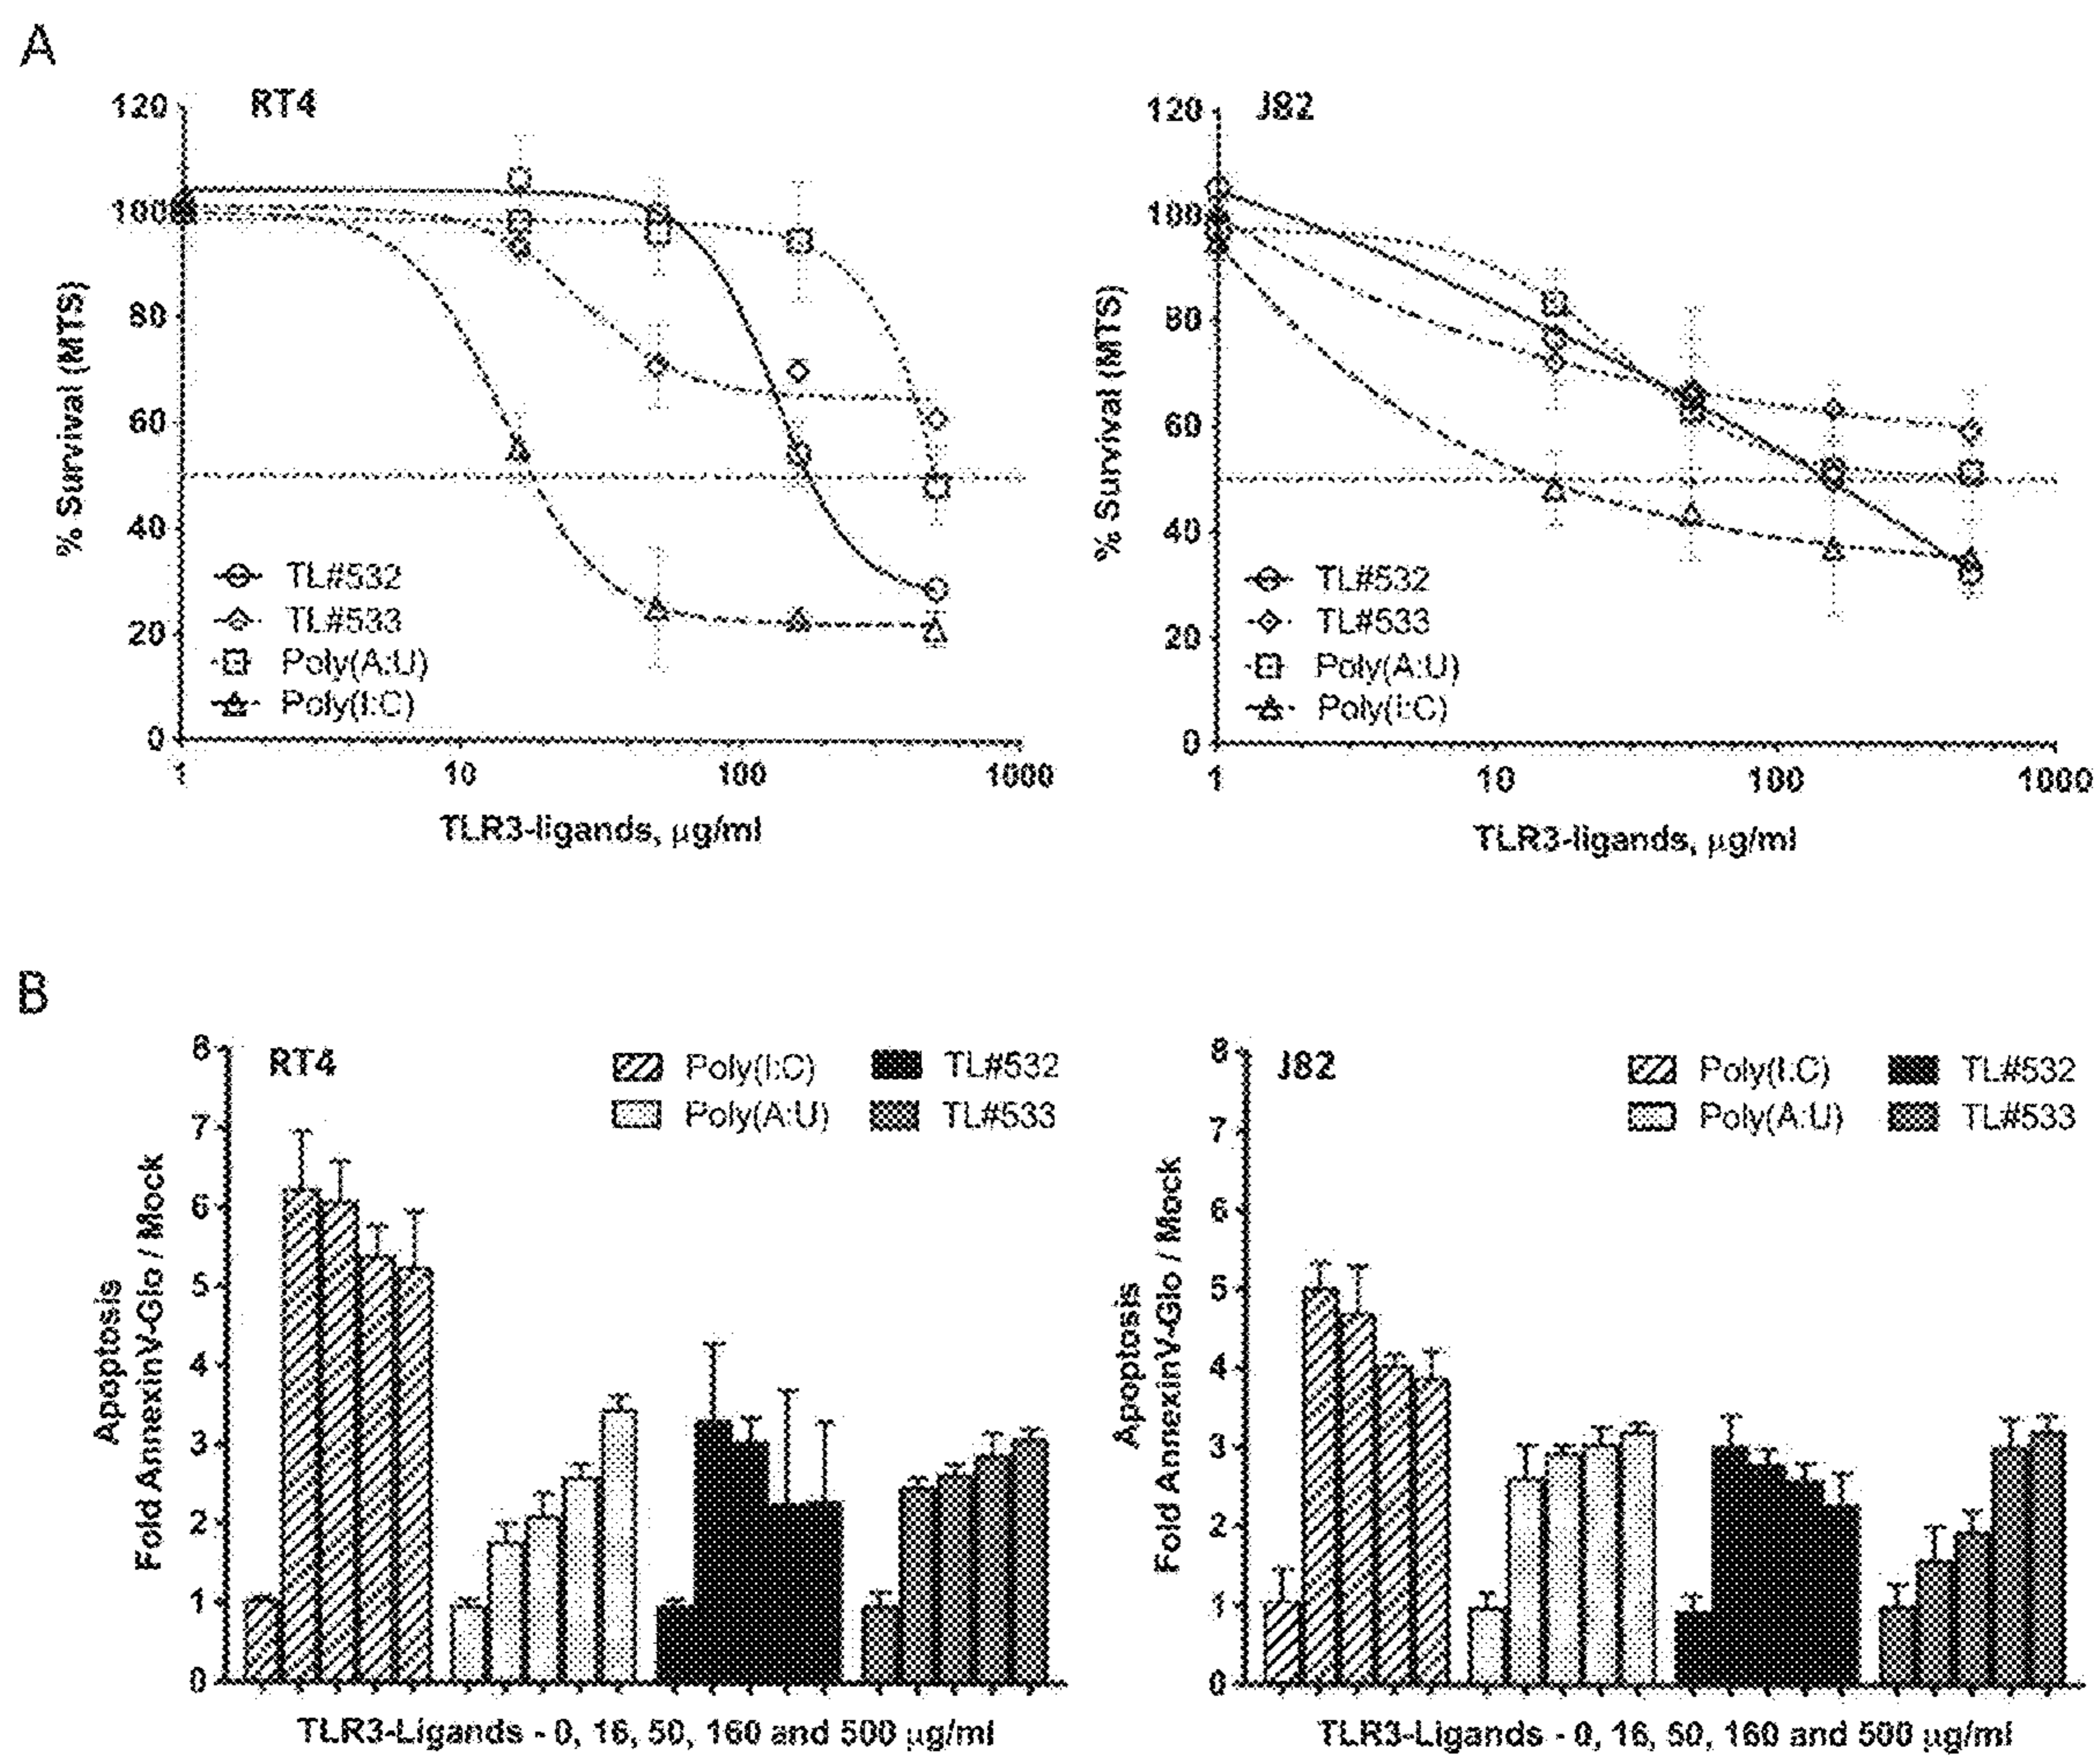 A
RT4
120
100
80
60
40
20
0
% Survival (MTS)
TL#532
TL#533
Poly(A:U)
Poly(I:C)
1
10
100
1000
TLR3-ligands, µg/ml
J82
120
100
80
60
40
20
0
% Survival (MTS)
TL#532
TL#533
Poly(A:U)
Poly(I:C)
1
10
100
1000
TLR3-ligands, µg/ml
B
RT4
8
7
6
5
4
3
2
1
0
Apoptosis
Fold AnnexinV-Glo / Mock
Poly(I:C)
TL#532
Poly(A:U)
TL#533
TLR3-Ligands - 0, 16, 50, 160 and 500 µg/ml
J82
8
7
6
5
4
3
2
1
0
Apoptosis
Fold AnnexinV-Glo / Mock
Poly(I:C)
TL#532
Poly(A:U)
TL#533
TLR3-Ligands - 0, 16, 50, 160 and 500 µg/ml